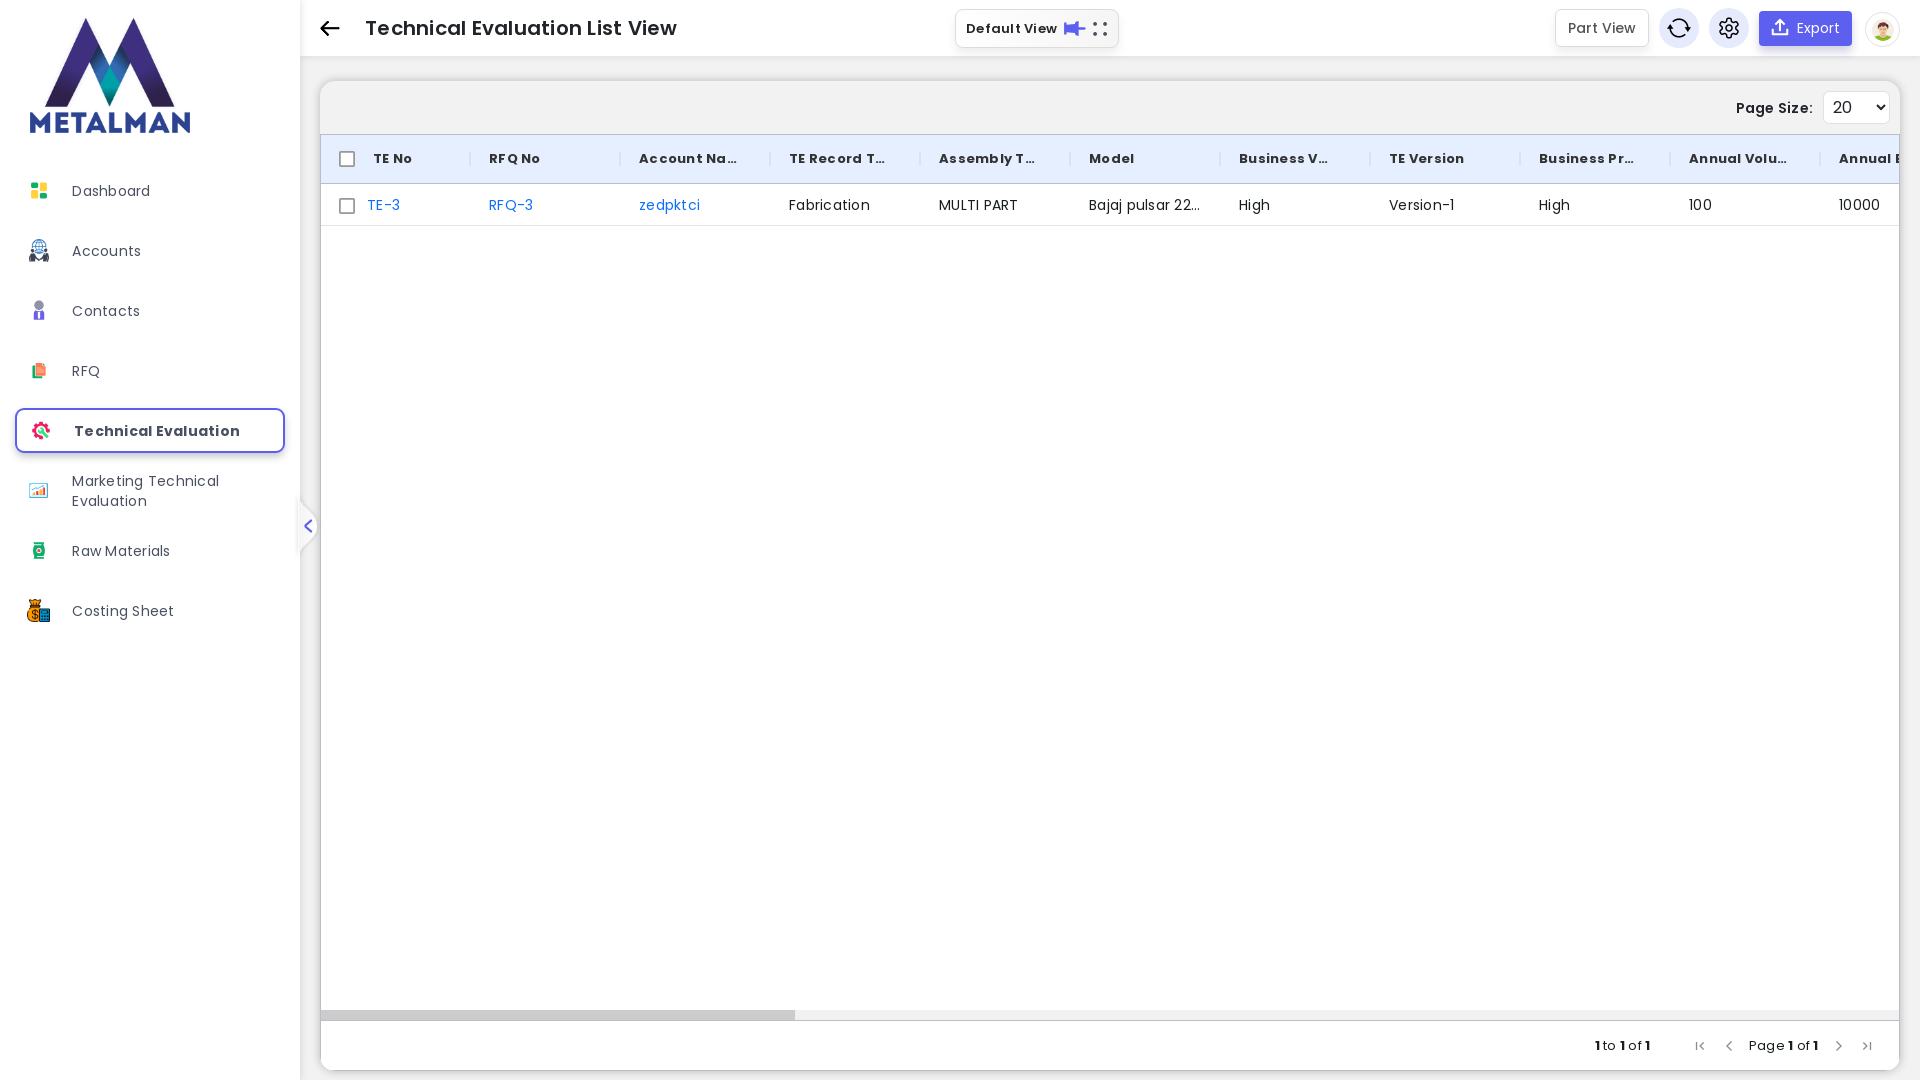 METALMAN
Dashboard
Accounts
Contacts
RFQ
Technical Evaluation
Marketing Technical
Evaluation
Raw Materials
Costing Sheet
Technical Evaluation List View
Default View
Part View
Export
Page Size: 20
TE No RFQ No Account Na... TE Record T... Assembly T... Model Business V... TE Version Business Pr... Annual Volu... Annual
TE-3 RFQ-3 zedpktci Fabrication MULTI PART Bajaj pulsar 22... High Version-1 High 100 10000
1 to 1 of 1 Page 1 of 1